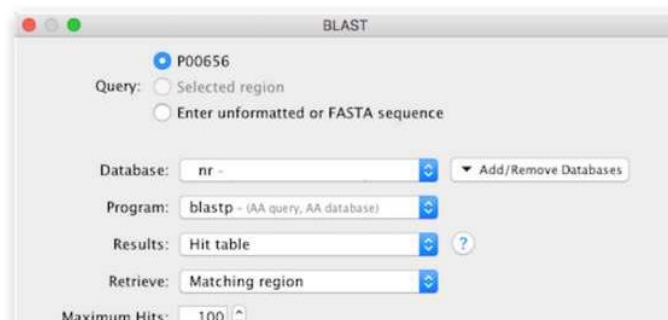 BLAST
P00656
Query: Selected region
Enter unformatted or FASTA sequence
Database: nr - Add/Remove Databases
Program: blastp - (AA query, AA database)
Results: Hit table ?
Retrieve: Matching region
Maximum Hits: 100